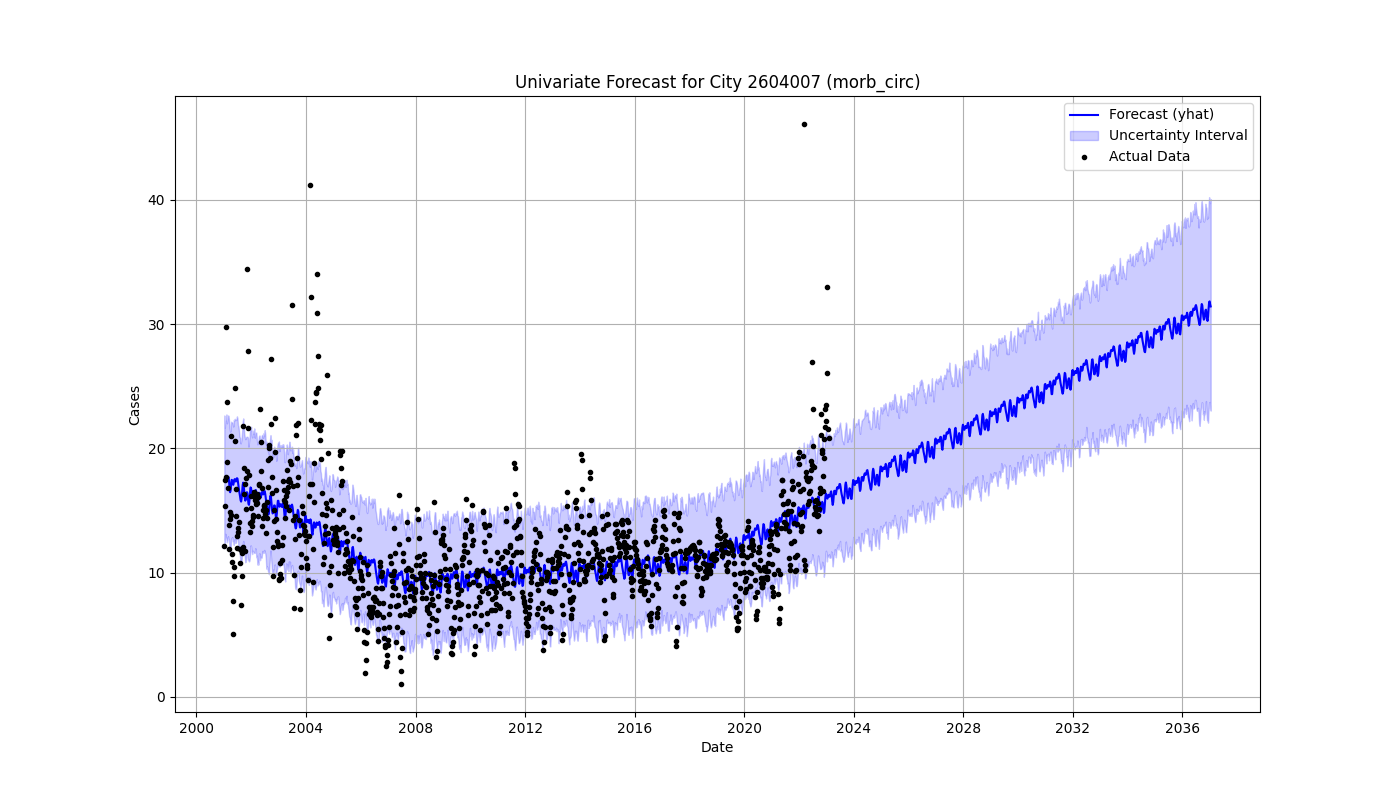 Univariate Forecast for City 2604007 (morb_circ)
Forecast (yhat)
Uncertainty Interval
Actual Data
Cases
40
30
20
10
0
2000 2004 2008 2012 2016 2020 2024 2028 2032 2036
Date